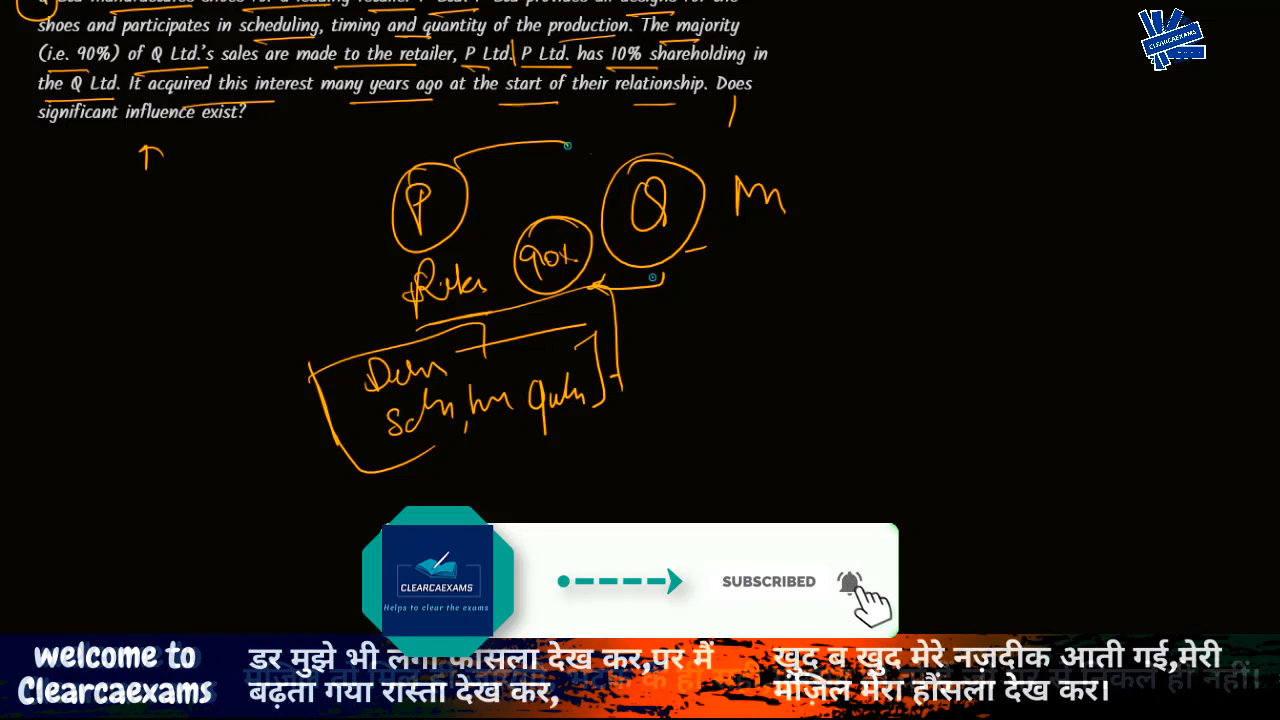 shoes and participates in scheduling, timing and quantity of the production. The majority
(i.e. 90%) of Q Ltd.'s sales are made to the retailer, P Ltd. P Ltd. has 10% shareholding in
the Q Ltd. It acquired this interest many years ago at the start of their relationship. Does
significant influence exist?
P
Q
90%
CLEARCAEXAMS
CLEARCAEXAMS
Helps to clear the exams
SUBSCRIBED
welcome to
Clearcaexams
डर मुझे भी लगा फांसला देख कर,पर मैं
बढ़ता गया रास्ता देख कर,
खुद ब खुद मेरे नज़दीक आती गई,मेरी
मंज़िल मेरा हौंसला देख कर।